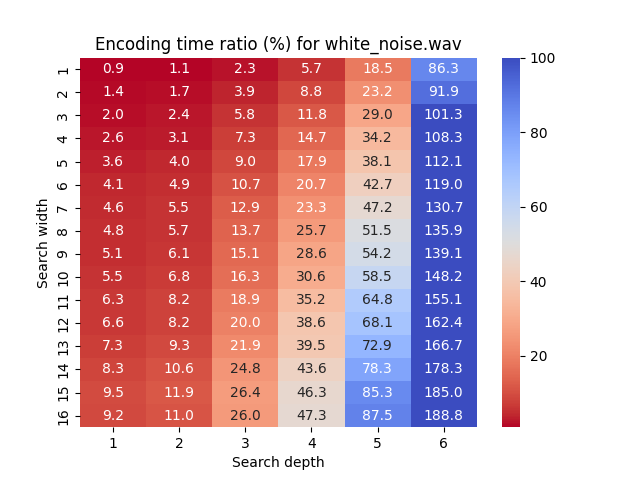 Encoding time ratio (%) for white_noise.wav
1 0.9 1.1 2.3 5.7 18.5 86.3
2 1.4 1.7 3.9 8.8 23.2 91.9
3 2.0 2.4 5.8 11.8 29.0 101.3
4 2.6 3.1 7.3 14.7 34.2 108.3
5 3.6 4.0 9.0 17.9 38.1 112.1
6 4.1 4.9 10.7 20.7 42.7 119.0
7 4.6 5.5 12.9 23.3 47.2 130.7
8 4.8 5.7 13.7 25.7 51.5 135.9
9 5.1 6.1 15.1 28.6 54.2 139.1
10 5.5 6.8 16.3 30.6 58.5 148.2
11 6.3 8.2 18.9 35.2 64.8 155.1
12 6.6 8.2 20.0 38.6 68.1 162.4
13 7.3 9.3 21.9 39.5 72.9 166.7
14 8.3 10.6 24.8 43.6 78.3 178.3
15 9.5 11.9 26.4 46.3 85.3 185.0
16 9.2 11.0 26.0 47.3 87.5 188.8
1 2 3 4 5 6
Search depth
Search width
100
80
60
40
20